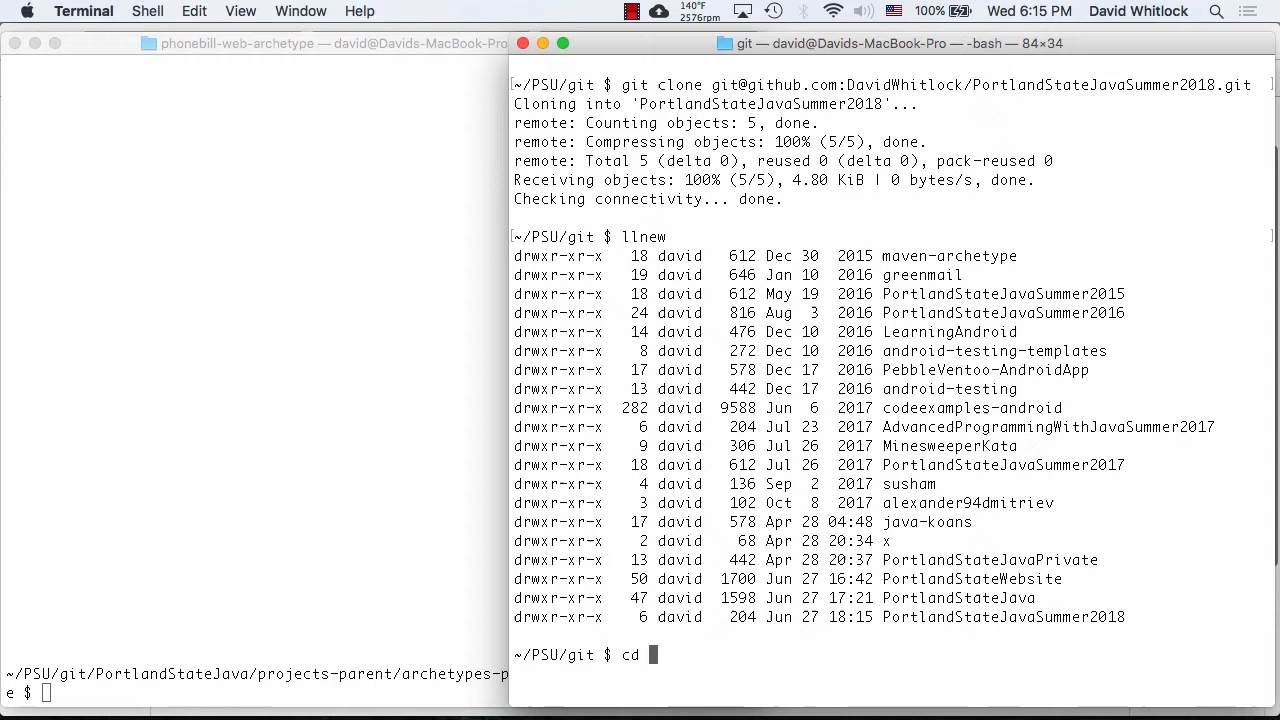 Terminal Shell Edit View Window Help 140°F 2576rpm 100% Wed 6:15 PM David Whitlock
phonebill-web-archetype — david@Davids-MacBook-Pro
git — david@Davids-MacBook-Pro — -bash — 84×34
~/PSU/git $ git clone git@github.com:DavidWhitlock/PortlandStateJavaSummer2018.git
Cloning into 'PortlandStateJavaSummer2018'...
remote: Counting objects: 5, done.
remote: Compressing objects: 100% (5/5), done.
remote: Total 5 (delta 0), reused 0 (delta 0), pack-reused 0
Receiving objects: 100% (5/5), 4.80 KiB | 0 bytes/s, done.
Checking connectivity... done.
~/PSU/git $ llnew
drwxr-xr-x 18 david 612 Dec 30 2015 maven-archetype
drwxr-xr-x 19 david 646 Jan 10 2016 greenmail
drwxr-xr-x 18 david 612 May 19 2016 PortlandStateJavaSummer2015
drwxr-xr-x 24 david 816 Aug 3 2016 PortlandStateJavaSummer2016
drwxr-xr-x 14 david 476 Dec 10 2016 LearningAndroid
drwxr-xr-x 8 david 272 Dec 10 2016 android-testing-templates
drwxr-xr-x 17 david 578 Dec 17 2016 PebbleVentoo-AndroidApp
drwxr-xr-x 13 david 442 Dec 17 2016 android-testing
drwxr-xr-x 282 david 9588 Jun 6 2017 codeexamples-android
drwxr-xr-x 6 david 204 Jul 23 2017 AdvancedProgrammingWithJavaSummer2017
drwxr-xr-x 9 david 306 Jul 26 2017 MinesweeperKata
drwxr-xr-x 18 david 612 Jul 26 2017 PortlandStateJavaSummer2017
drwxr-xr-x 4 david 136 Sep 2 2017 susham
drwxr-xr-x 3 david 102 Oct 8 2017 alexander94dmitriev
drwxr-xr-x 17 david 578 Apr 28 04:48 java-koans
drwxr-xr-x 2 david 68 Apr 28 20:34 x
drwxr-xr-x 13 david 442 Apr 28 20:37 PortlandStateJavaPrivate
drwxr-xr-x 50 david 1700 Jun 27 16:42 PortlandStateWebsite
drwxr-xr-x 47 david 1598 Jun 27 17:21 PortlandStateJava
drwxr-xr-x 6 david 204 Jun 27 18:15 PortlandStateJavaSummer2018
~/PSU/git $ cd
~/PSU/git/PortlandStateJava/projects-parent/archetypes-p
e $